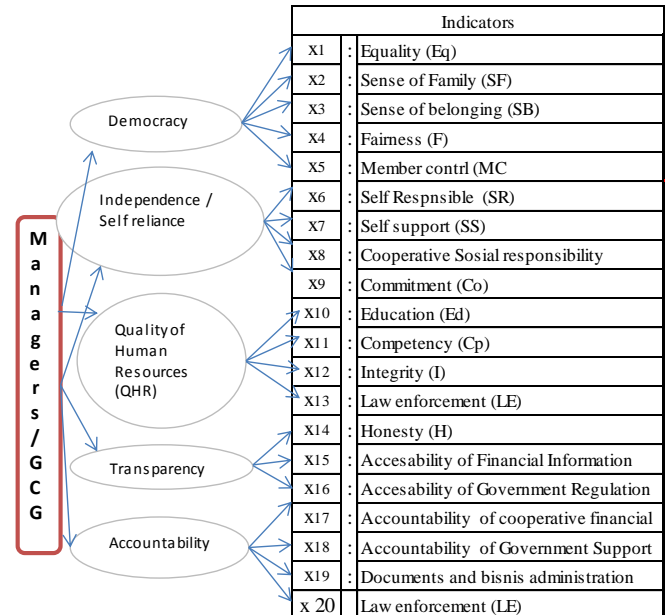 Indicators
x1 : Equality (Eq)
x2 : Sense of Family (SF)
x3 : Sense of belonging (SB)
x4 : Fairness (F)
x5 : Member contrl (MC
x6 : Self Respnsible (SR)
x7 : Self support (SS)
x8 : Cooperative Sosial responsibility
x9 : Commitment (Co)
x10 : Education (Ed)
x11 : Competency (Cp)
x12 : Integrity (I)
x13 : Law enforcement (LE)
x14 : Honesty (H)
x15 : Accesability of Financial Information
x16 : Accesability of Government Regulation
x17 : Accountability of cooperative financial
x18 : Accountability of Government Support
x19 : Documents and bisnis administration
x 20 : Law enforcement (LE)
Democracy
Independence /
Self reliance
Quality of
Human
Resources
(QHR)
Transparency
Accountability
M
a
n
a
g
e
r
s
/
G
C
G